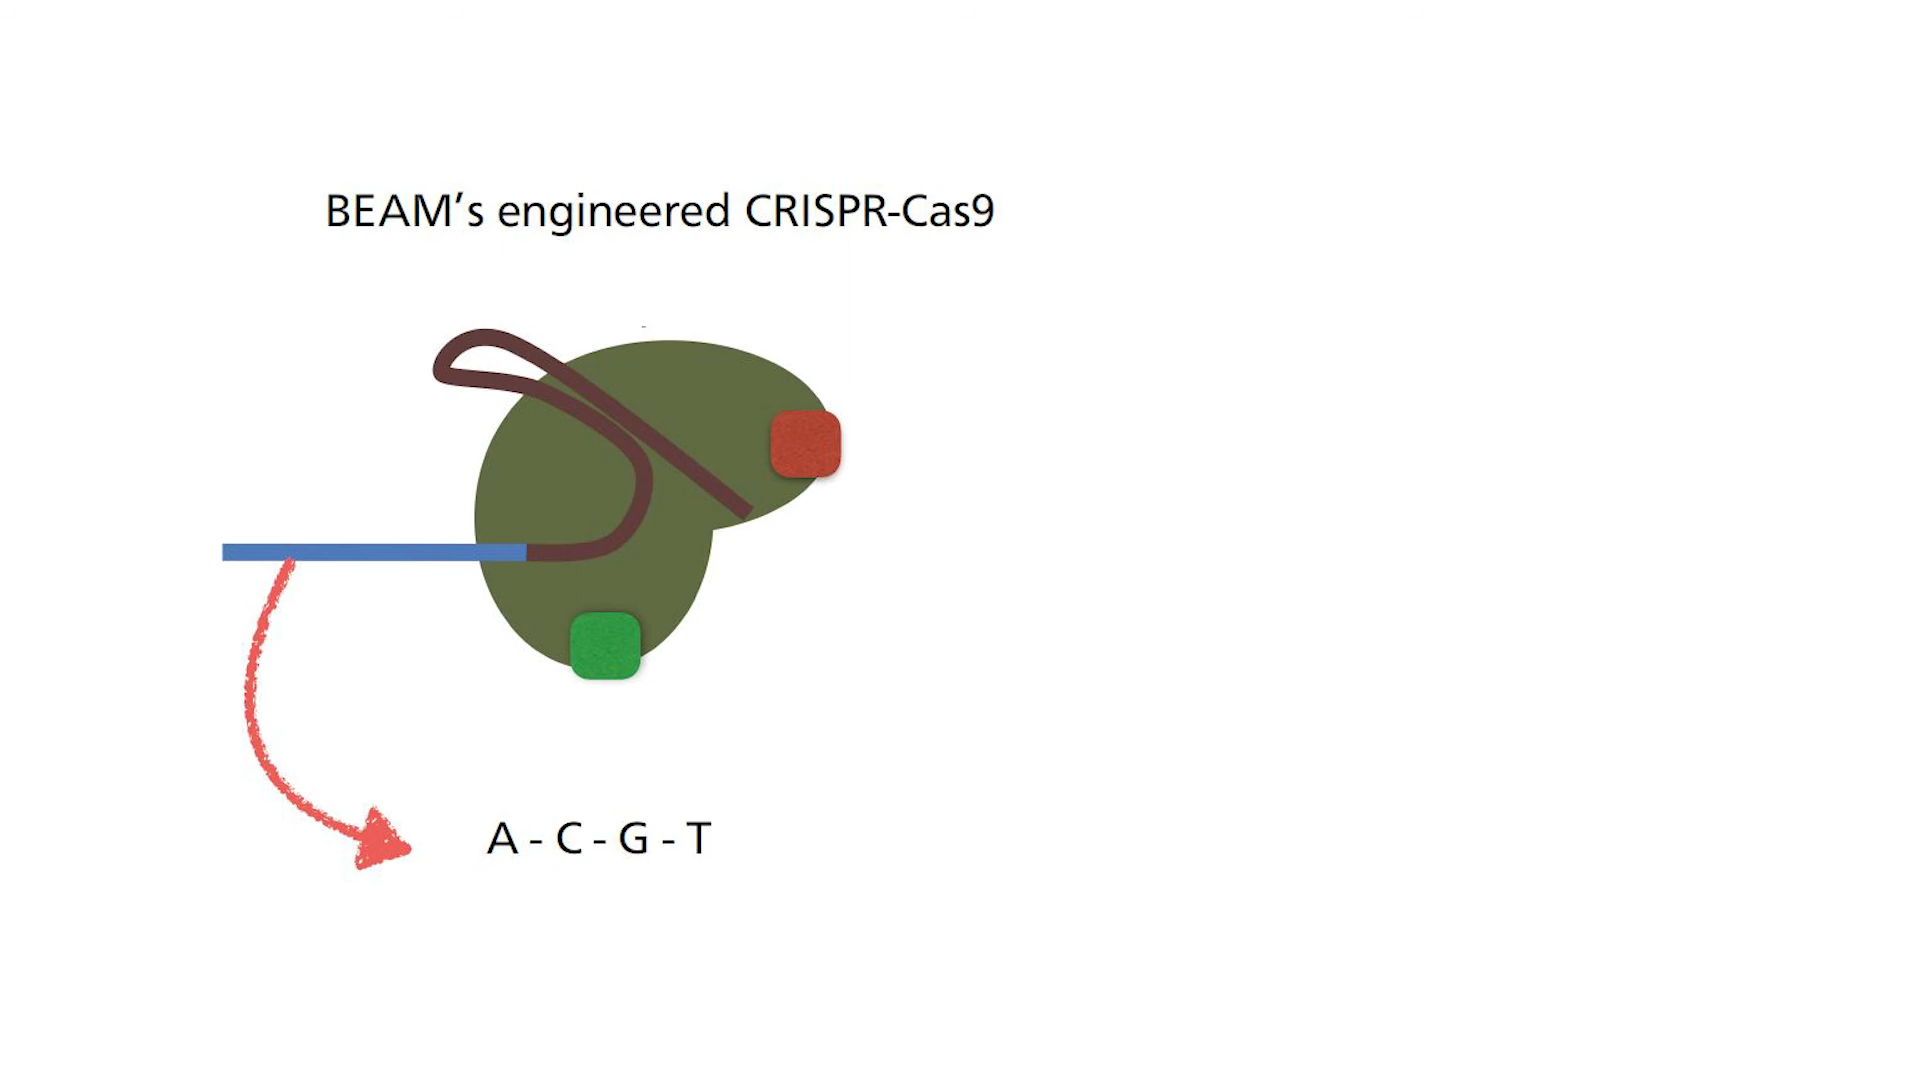 BEAM’s engineered CRISPR-Cas9
A - C - G - T